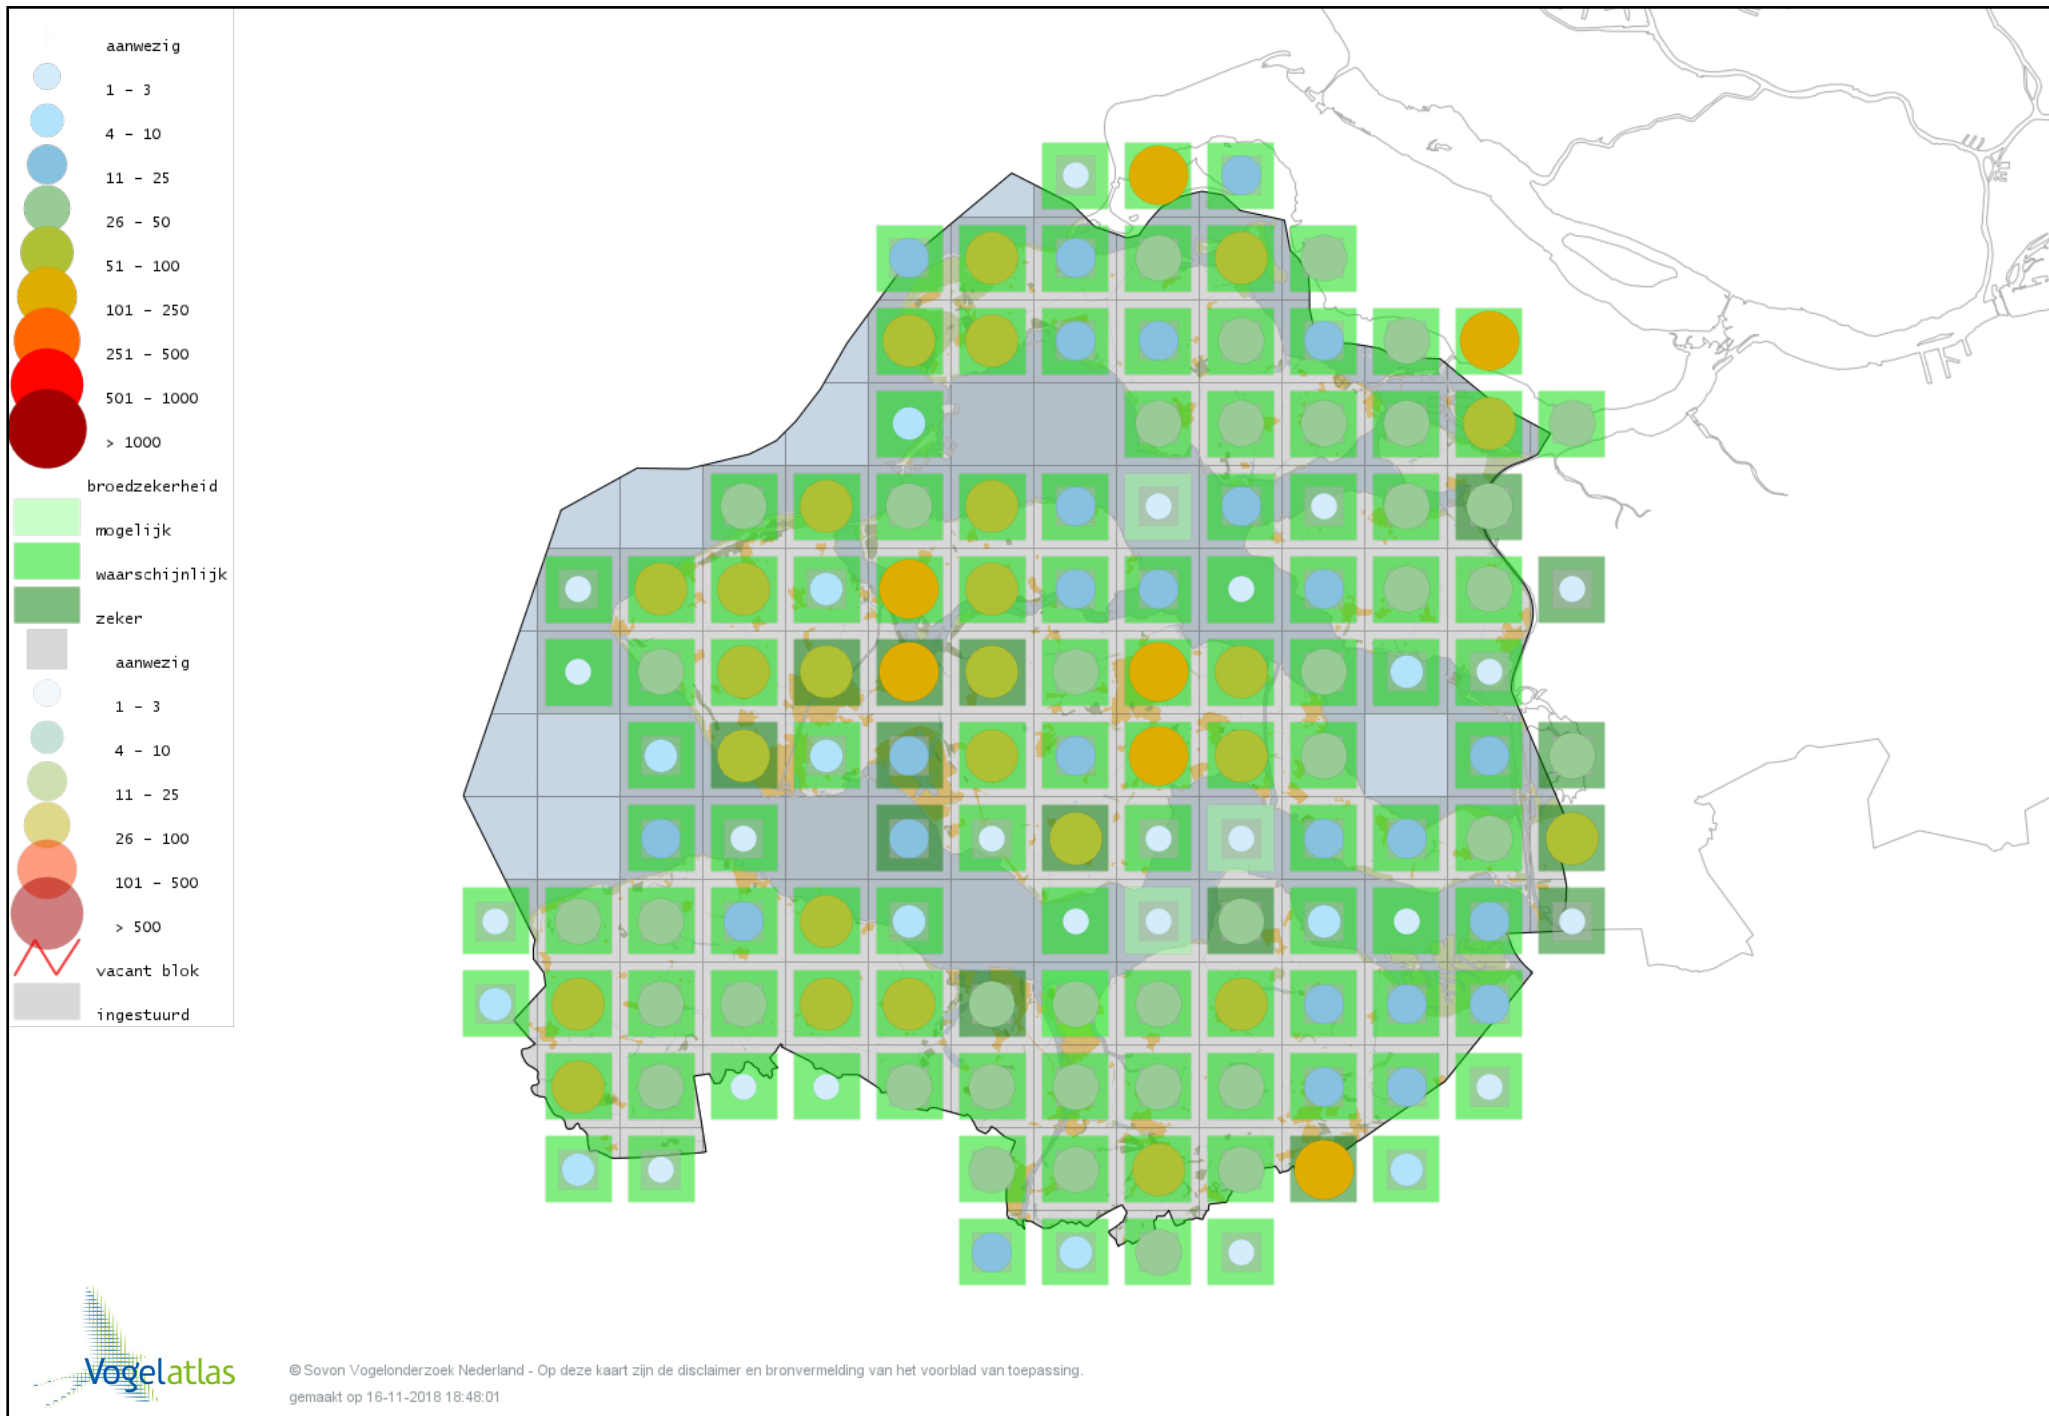 aanwezig
1 - 3
4 - 10
11 - 25
26 - 50
51 - 100
101 - 250
251 - 500
501 - 1000
> 1000
broedzekerheid
mogelijk
waarschijnlijk
zeker
aanwezig
1 - 3
4 - 10
11 - 25
26 - 100
101 - 500
> 500
vacant blok
ingestuurd
Vogelatlas
© Sovon Vogelonderzoek Nederland - Op deze kaart zijn de disclaimer en bronvermelding van het voorblad van toepassing.
gemaakt op 16-11-2018 18:48:01